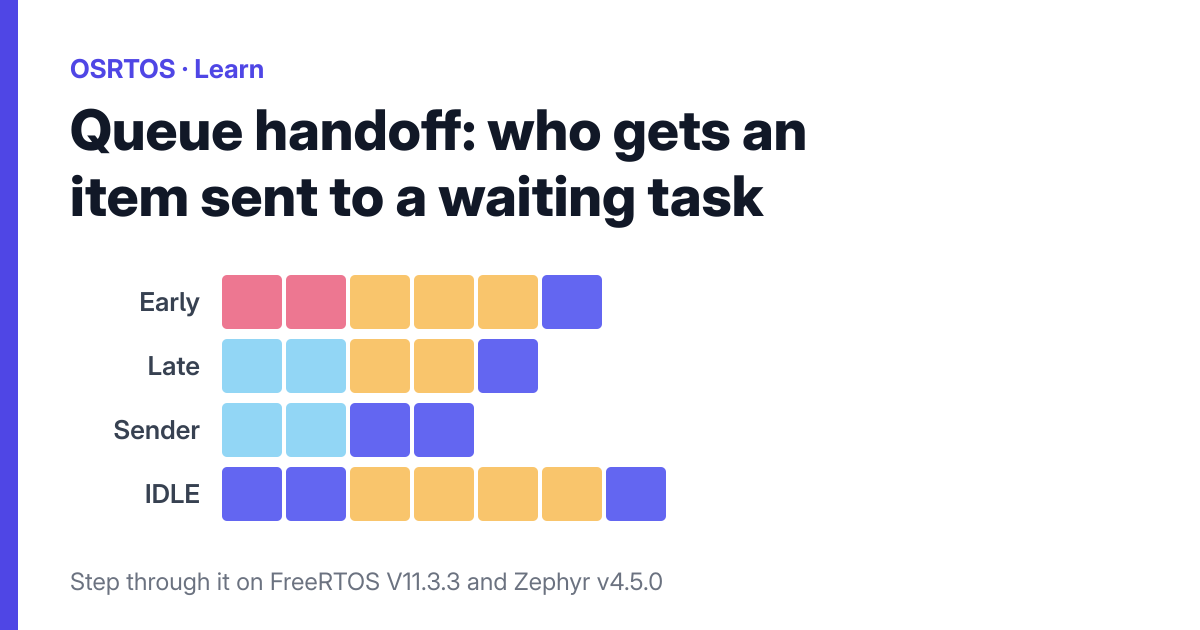 OSRTOS · Learn
Queue handoff: who gets an
item sent to a waiting task
Early
Late
Sender
IDLE
Step through it on FreeRTOS V11.3.3 and Zephyr v4.5.0